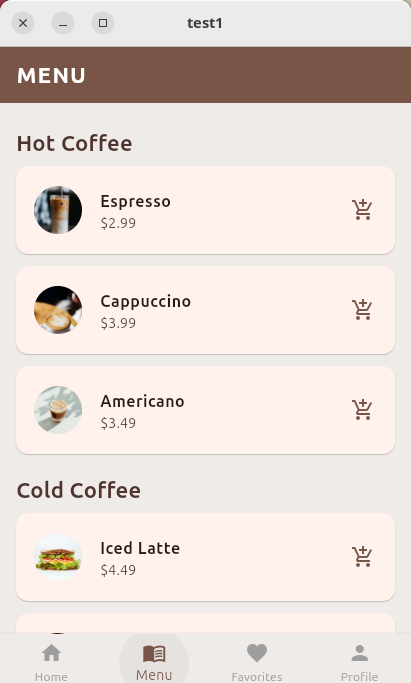 test1
MENU
Hot Coffee
Espresso
$2.99
Cappuccino
$3.99
Americano
$3.49
Cold Coffee
Iced Latte
$4.49
Home
Menu
Favorites
Profile